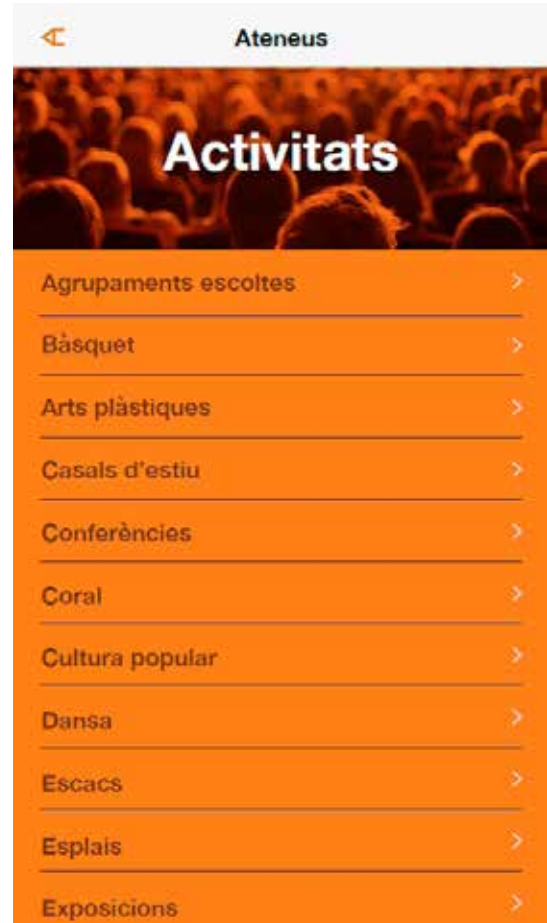 Ateneus
Activitats
Agrupaments escoltes
Bàsquet
Arts plàstiques
Casals d'estiu
Conferències
Coral
Cultura popular
Dansa
Escacs
Esplais
Exposicions